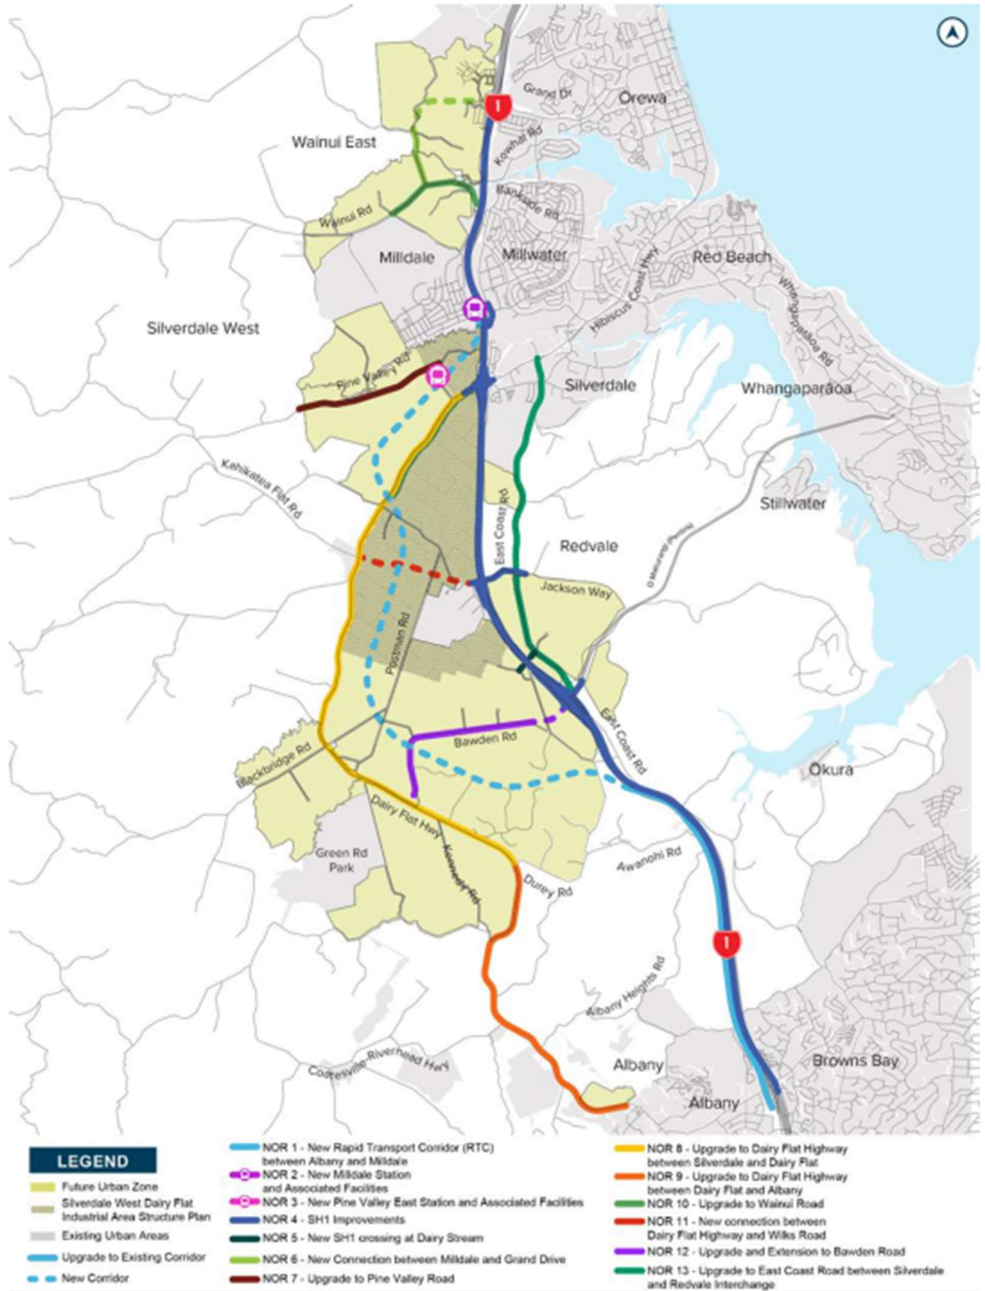 Grand Dr
Orewa
1
Wainui East
Kowhai Rd
Bankside Rd
Wainui Rd
Milldale
Millwater
Red Beach
Hibiscus Coast Hwy
Whangaparāoa Rd
Silverdale West
Pine Valley Rd
Silverdale
Whangaparāoa
Kahikatea Flat Rd
East Coast Rd
Stillwater
Redvale
O Mahurangi (Penlink)
Jackson Way
Postman Rd
Bawden Rd
East Coast Rd
Blackbridge Rd
Okura
Dairy Flat Hwy
Green Rd
Park
Kennedy Rd
Durey Rd
Awanohi Rd
1
Albany Heights Rd
Coatesville-Riverhead Hwy
Albany
Browns Bay
Albany
LEGEND
Future Urban Zone
Silverdale West Dairy Flat
Industrial Area Structure Plan
Existing Urban Areas
Upgrade to Existing Corridor
New Corridor
NOR 1 - New Rapid Transport Corridor (RTC)
between Albany and Milldale
NOR 2 - New Milldale Station
and Associated Facilities
NOR 3 - New Pine Valley East Station and Associated Facilities
NOR 4 - SH1 Improvements
NOR 5 - New SH1 crossing at Dairy Stream
NOR 6 - New Connection between Milldale and Grand Drive
NOR 7 - Upgrade to Pine Valley Road
NOR 8 - Upgrade to Dairy Flat Highway
between Silverdale and Dairy Flat
NOR 9 - Upgrade to Dairy Flat Highway
between Dairy Flat and Albany
NOR 10 - Upgrade to Wainui Road
NOR 11 - New connection between
Dairy Flat Highway and Wilks Road
NOR 12 - Upgrade and Extension to Bawden Road
NOR 13 - Upgrade to East Coast Road between Silverdale
and Redvale Interchange